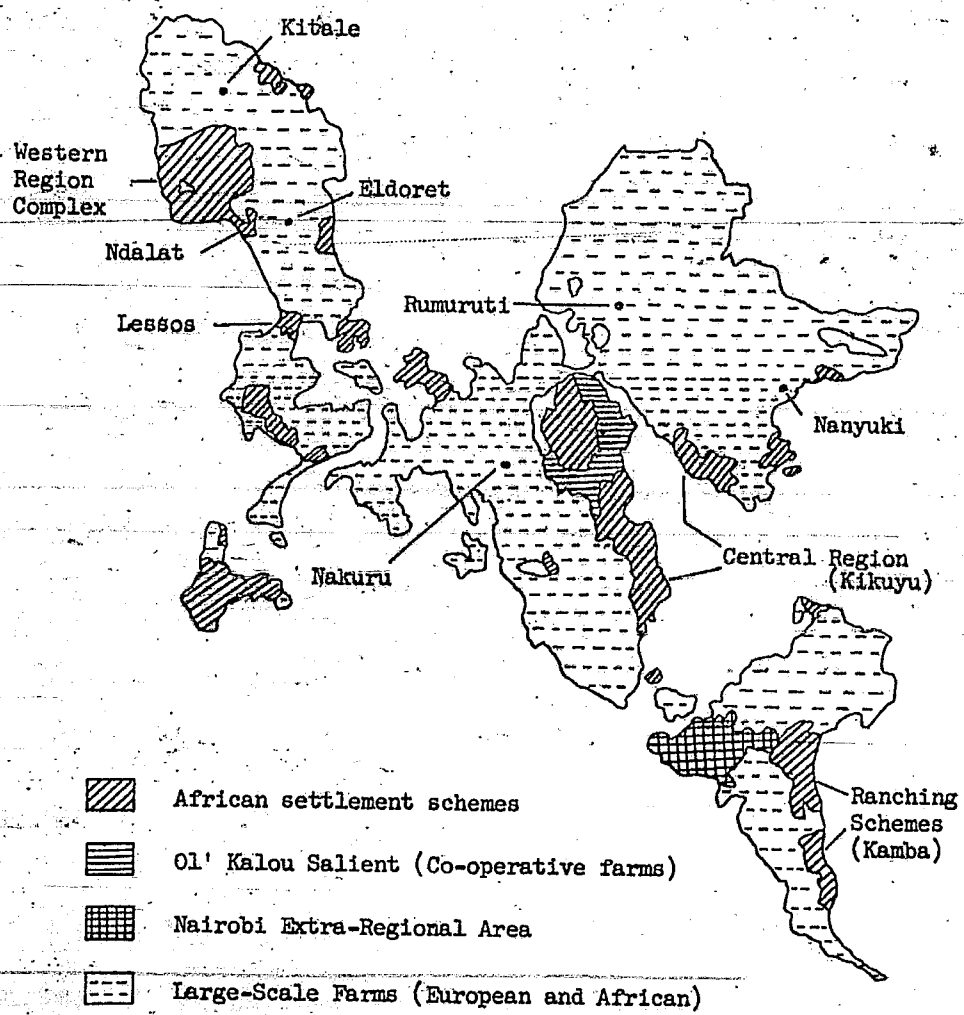 Kitale
Western
Region
Complex
Eldoret
Ndalat
Rumuruti
Lessos
Nanyuki
Nakuru
Central Region
(Kikuyu)
African settlement schemes
Ranching
Schemes
(Kamba)
Ol' Kalou Salient (Co-operative farms)
Nairobi Extra-Regional Area
Large-Scale Farms (European and African)